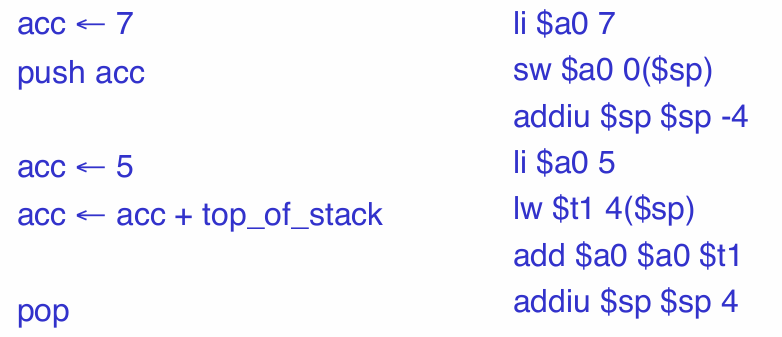 acc ← 7
push acc
acc ← 5
acc ← acc + top_of_stack
pop
li $a0 7
sw $a0 0($sp)
addiu $sp $sp -4
li $a0 5
lw $t1 4($sp)
add $a0 $a0 $t1
addiu $sp $sp 4